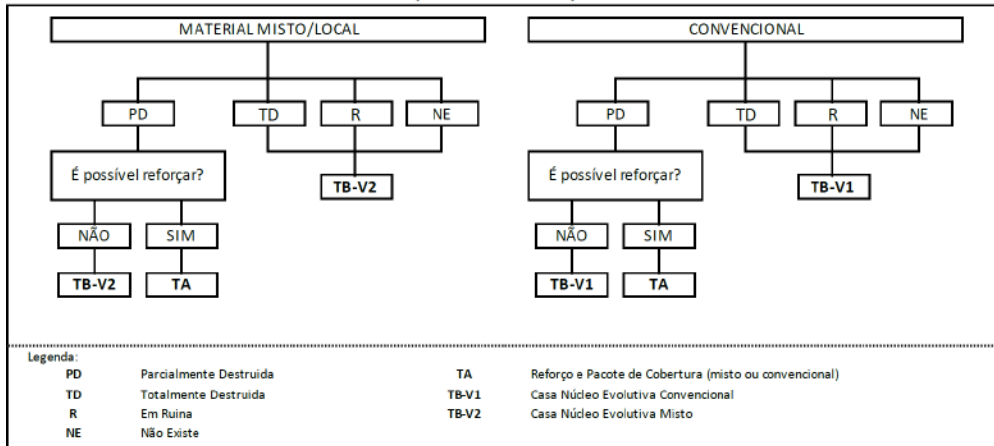 MATERIAL MISTO/LOCAL
PD
TD
R
NE
É possível reforçar?
TB-V2
NÃO
SIM
TB-V2
TA
CONVENCIONAL
PD
TD
R
NE
É possível reforçar?
TB-V1
NÃO
SIM
TB-V1
TA
Legenda:
PD Parcialmente Destruida
TD Totalmente Destruida
R Em Ruina
NE Não Existe
TA Reforço e Pacote de Cobertura (misto ou convencional)
TB-V1 Casa Núcleo Evolutiva Convencional
TB-V2 Casa Núcleo Evolutiva Misto